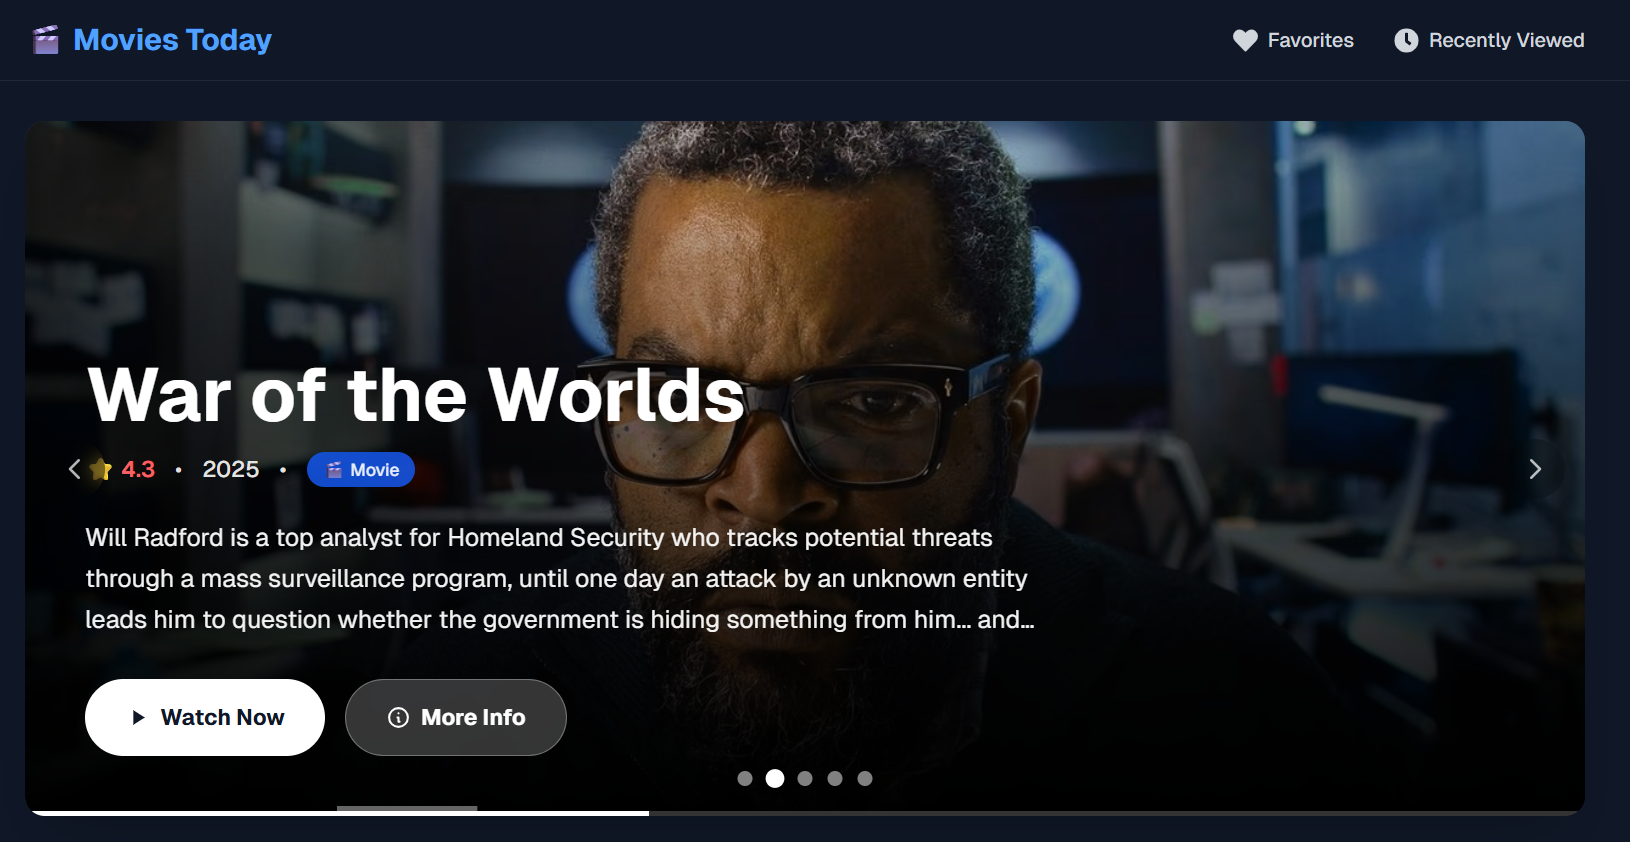 Movies Today
Favorites
Recently Viewed
War of the Worlds
4.3 • 2025 • Movie
Will Radford is a top analyst for Homeland Security who tracks potential threats
through a mass surveillance program, until one day an attack by an unknown entity
leads him to question whether the government is hiding something from him... and...
Watch Now
More Info